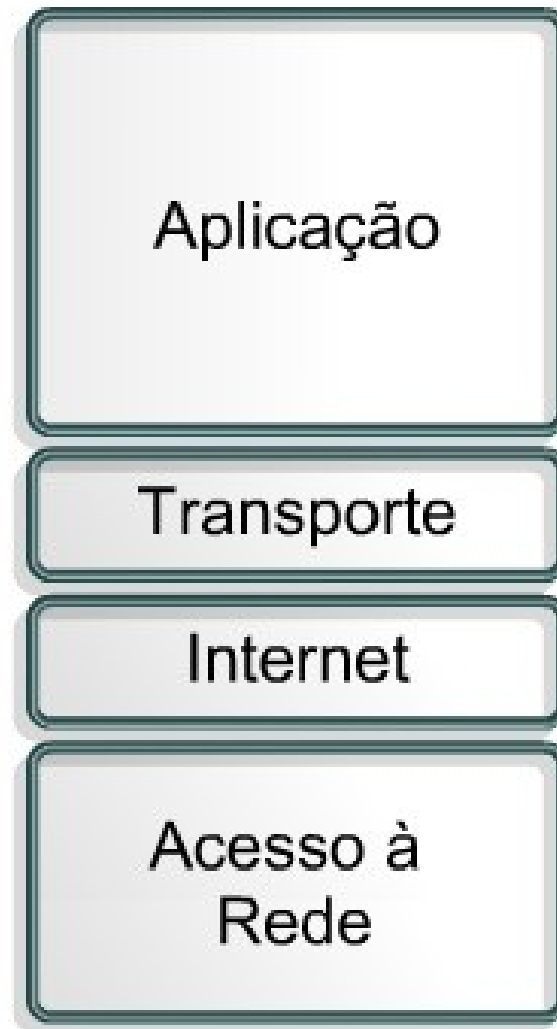 Aplicação
Transporte
Internet
Acesso à
Rede